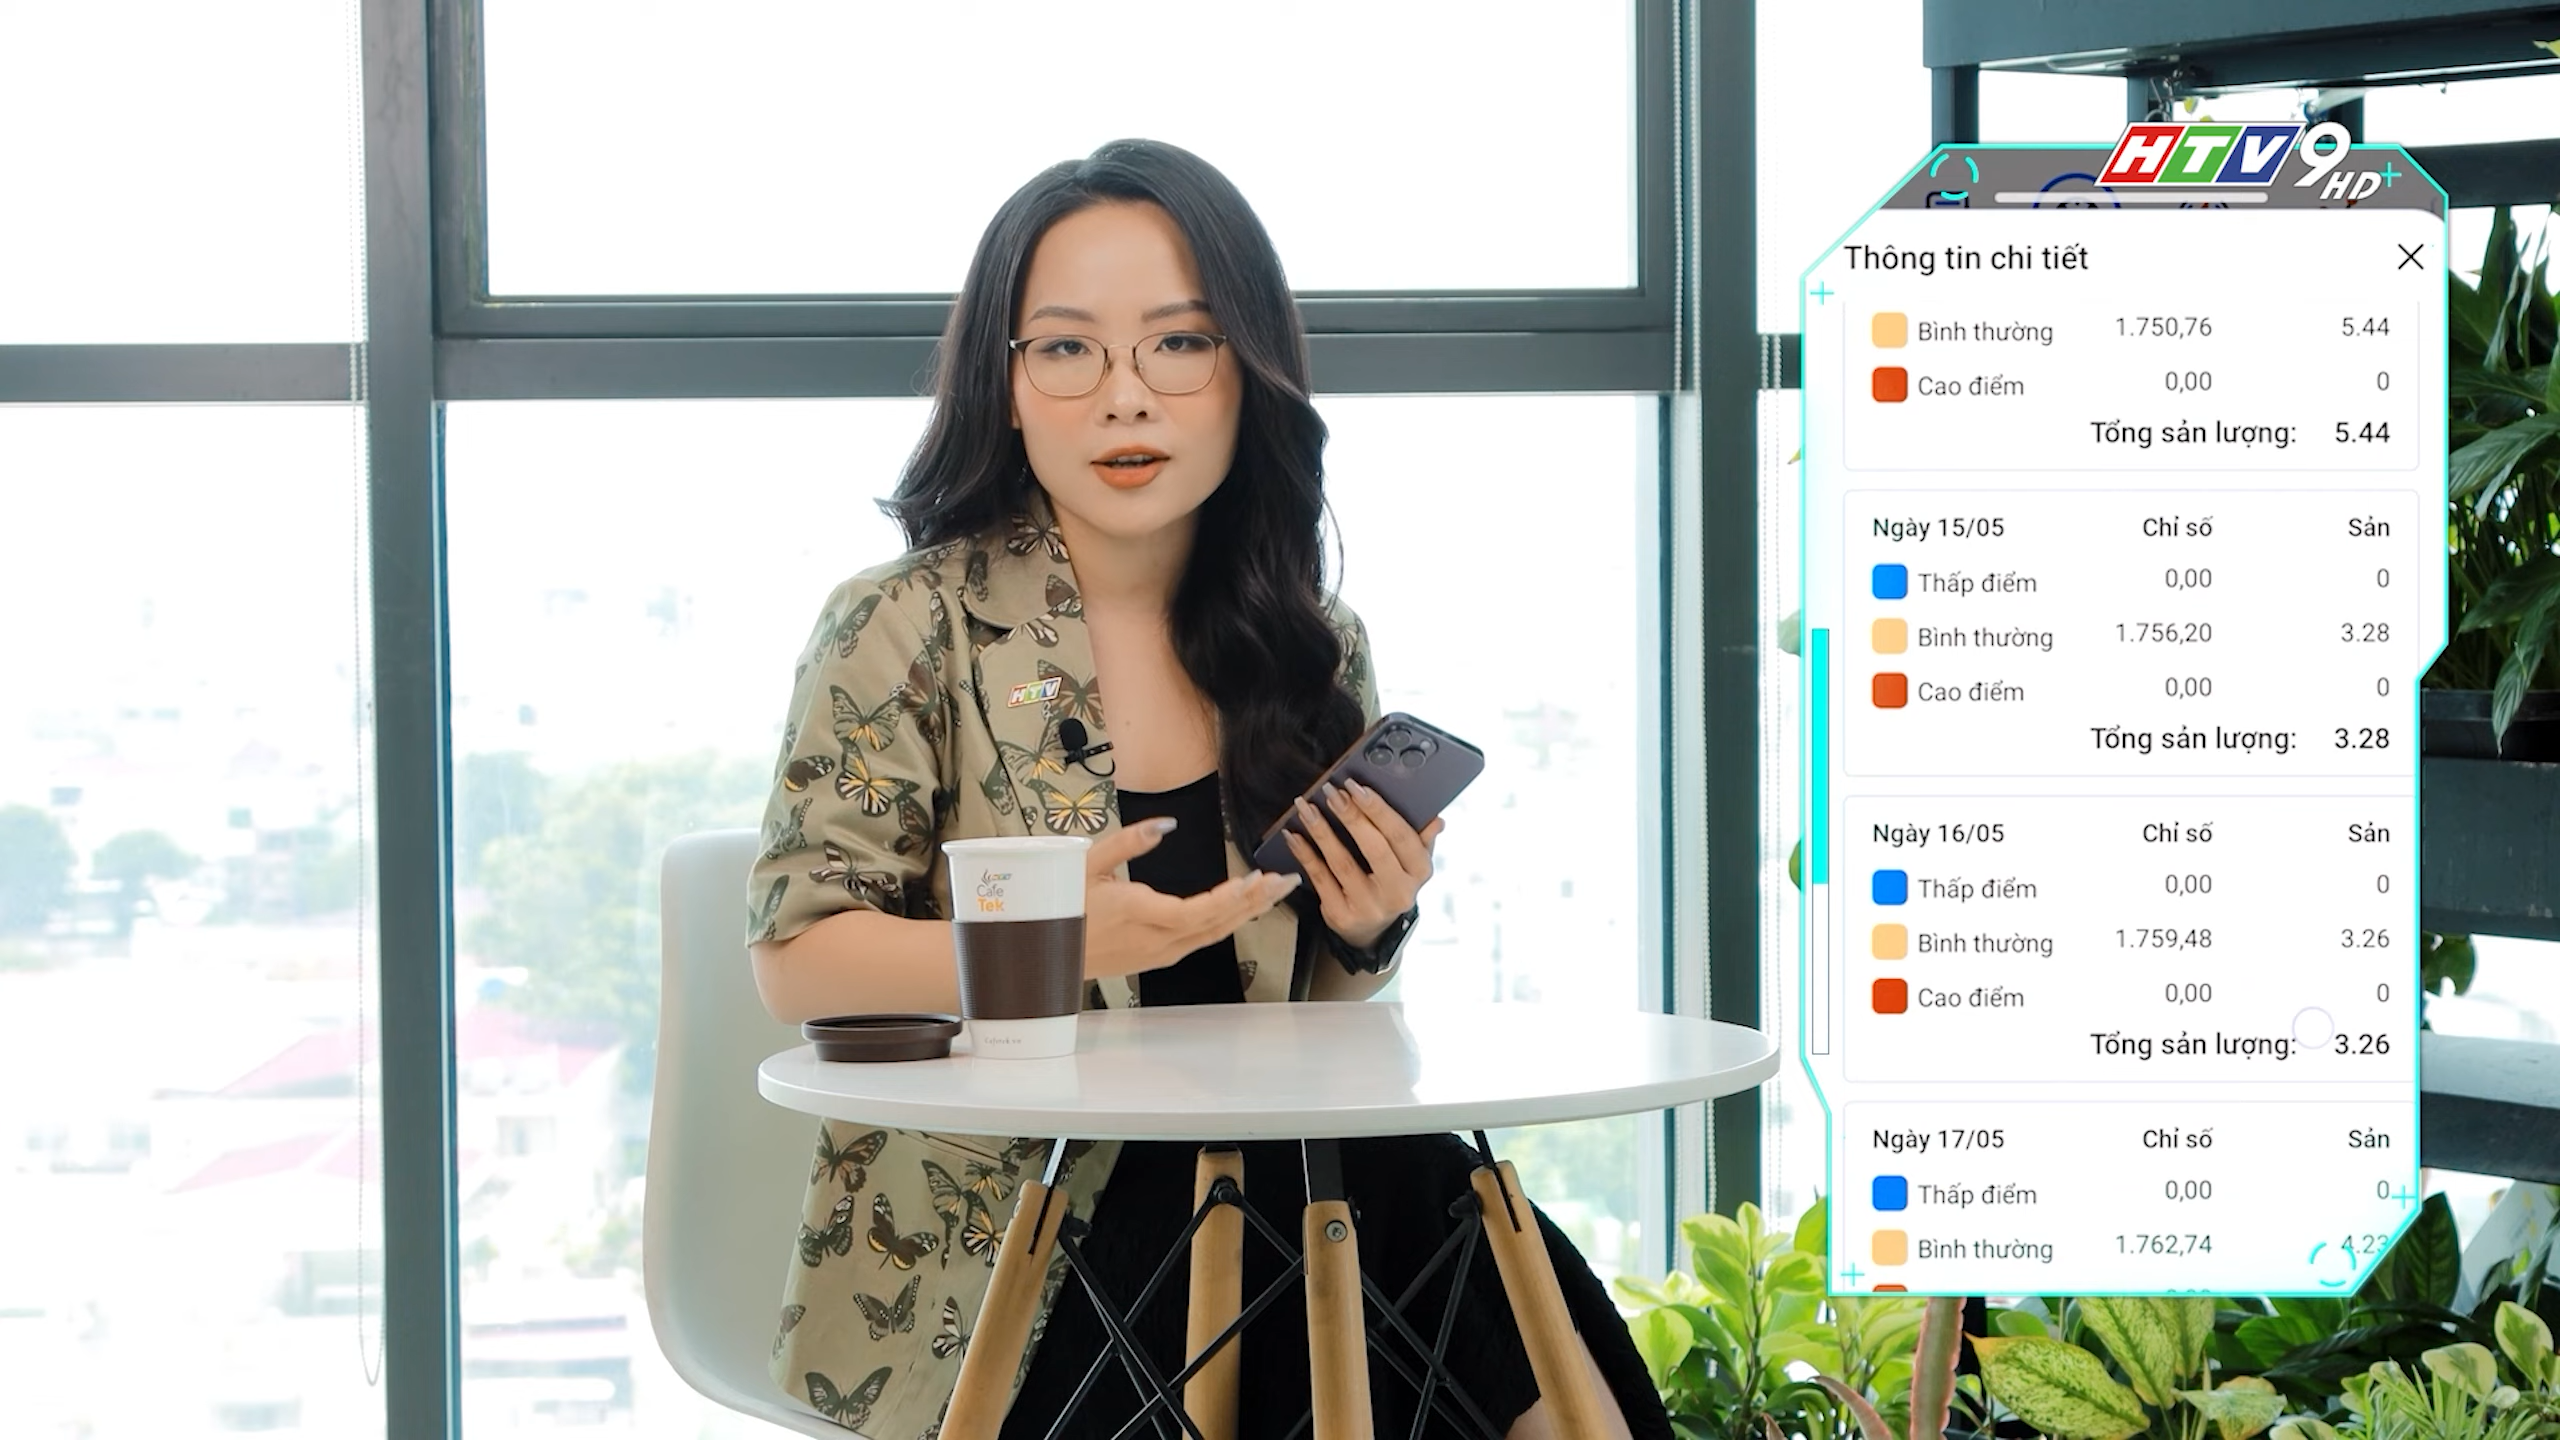 HTV9
HD
Thông tin chi tiết
Bình thường 1.750,76 5.44
Cao điểm 0,00 0
Tổng sản lượng: 5.44
Ngày 15/05 Chỉ số Sản
Thấp điểm 0,00 0
Bình thường 1.756,20 3.28
Cao điểm 0,00 0
Tổng sản lượng: 3.28
Ngày 16/05 Chỉ số Sản
Thấp điểm 0,00 0
Bình thường 1.759,48 3.26
Cao điểm 0,00 0
Tổng sản lượng: 3.26
Ngày 17/05 Chỉ số Sản
Thấp điểm 0,00 0
Bình thường 1.762,74 4.23
HTV
HTV
Cafe
Tek